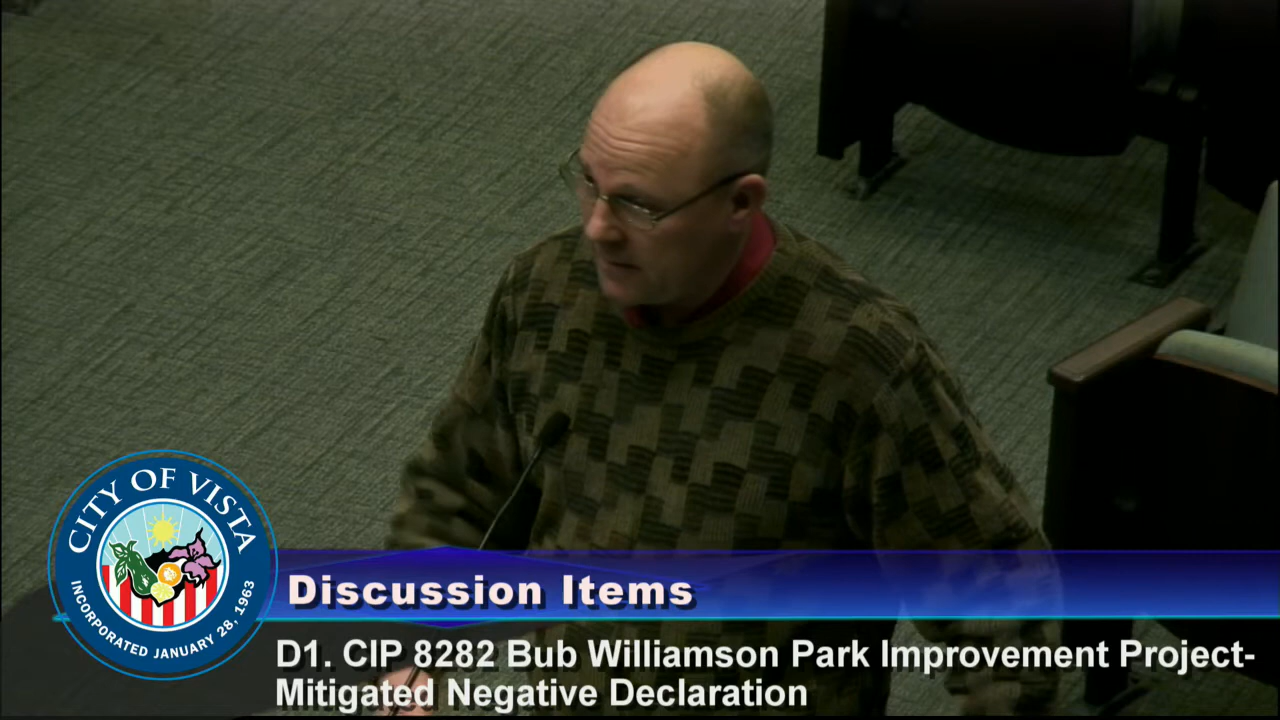 CITY OF VISTA
INCORPORATED JANUARY 28, 1963
Discussion Items
D1. CIP 8282 Bub Williamson Park Improvement Project-
Mitigated Negative Declaration